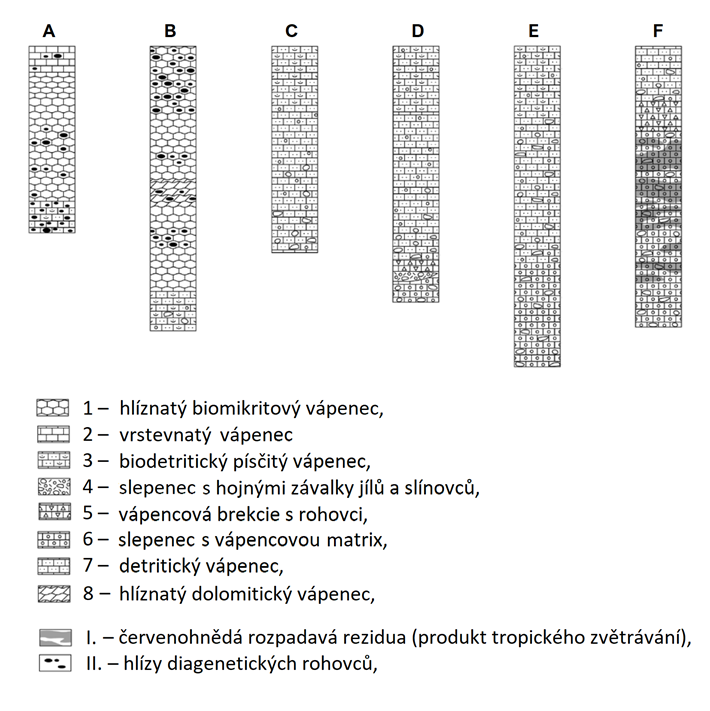 A B C D E F
1 – hlíznatý biomikritový vápenec,
2 – vrstevnatý vápenec
3 – biodetritický písčitý vápenec,
4 – slepenec s hojnými závalky jílů a slínovců,
5 – vápencová brekcie s rohovci,
6 – slepenec s vápencovou matrix,
7 – detritický vápenec,
8 – hlíznatý dolomitický vápenec,
I. – červenohnědá rozpadavá rezidua (produkt tropického zvětrávání),
II. – hlízy diagenetických rohovců,